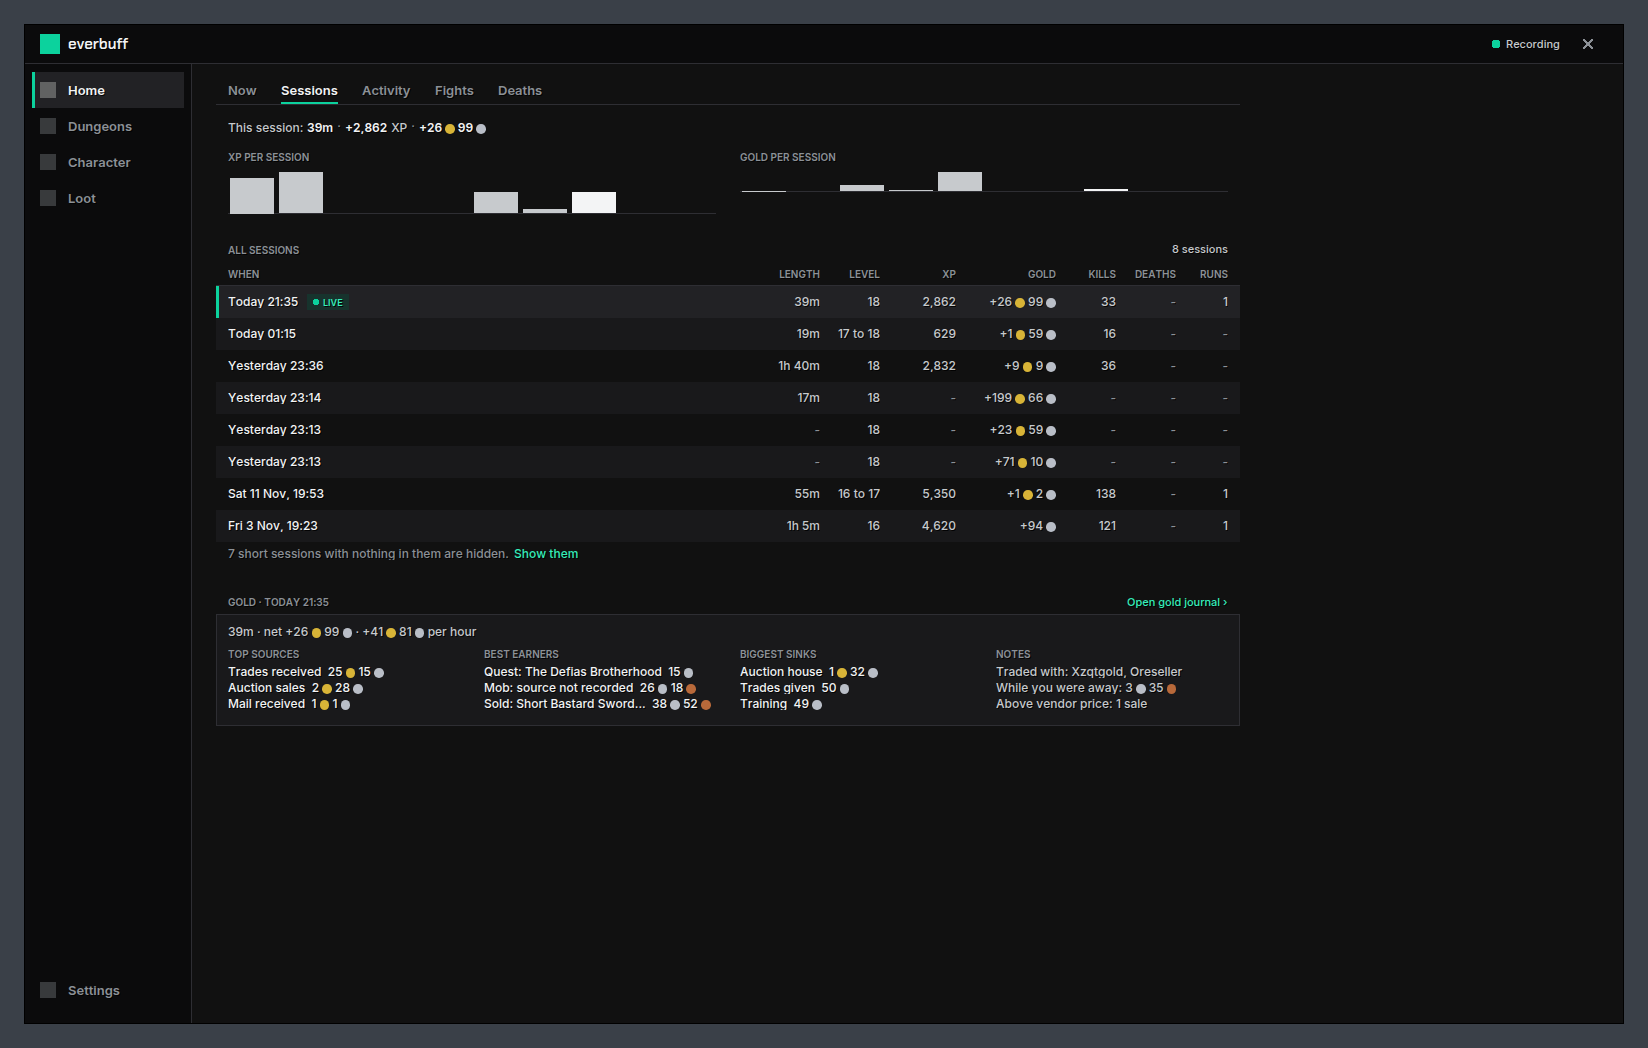 everbuff
Recording
Home
Dungeons
Character
Loot
Settings
Now Sessions Activity Fights Deaths
This session: 39m · +2,862 XP · +26 99
XP PER SESSION
GOLD PER SESSION
ALL SESSIONS
8 sessions
WHEN LENGTH LEVEL XP GOLD KILLS DEATHS RUNS
Today 21:35 LIVE 39m 18 2,862 +26 99 33 - 1
Today 01:15 19m 17 to 18 629 +1 59 16 - -
Yesterday 23:36 1h 40m 18 2,832 +9 9 36 - -
Yesterday 23:14 17m 18 - +199 66 - - -
Yesterday 23:13 - 18 - +23 59 - - -
Yesterday 23:13 - 18 - +71 10 - - -
Sat 11 Nov, 19:53 55m 16 to 17 5,350 +1 2 138 - 1
Fri 3 Nov, 19:23 1h 5m 16 4,620 +94 121 - 1
7 short sessions with nothing in them are hidden. Show them
GOLD · TODAY 21:35
Open gold journal ›
39m · net +26 99 · +41 81 per hour
TOP SOURCES
Trades received 25 15
Auction sales 2 28
Mail received 1 1
BEST EARNERS
Quest: The Defias Brotherhood 15
Mob: source not recorded 26 18
Sold: Short Bastard Sword... 38 52
BIGGEST SINKS
Auction house 1 32
Trades given 50
Training 49
NOTES
Traded with: Xzqtgold, Oreseller
While you were away: 3 35
Above vendor price: 1 sale